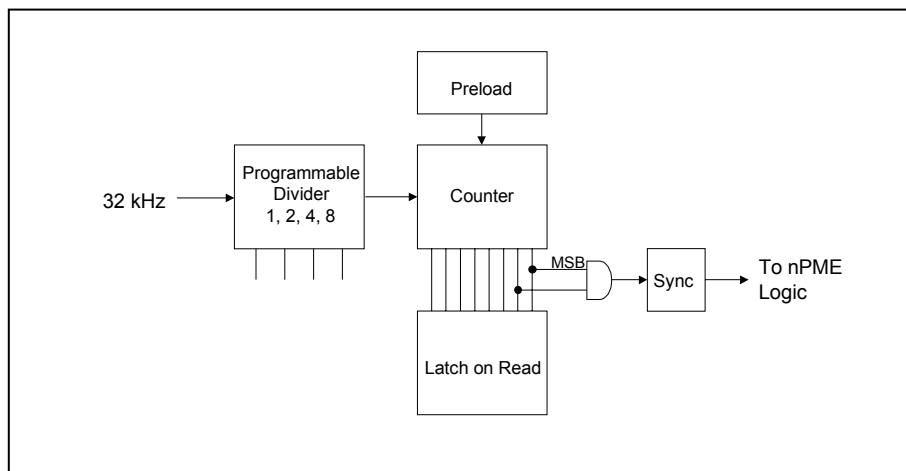 Preload
Programmable
Divider
1, 2, 4, 8
32 kHz
Counter
MSB
Sync
To nPME
Logic
Latch on Read